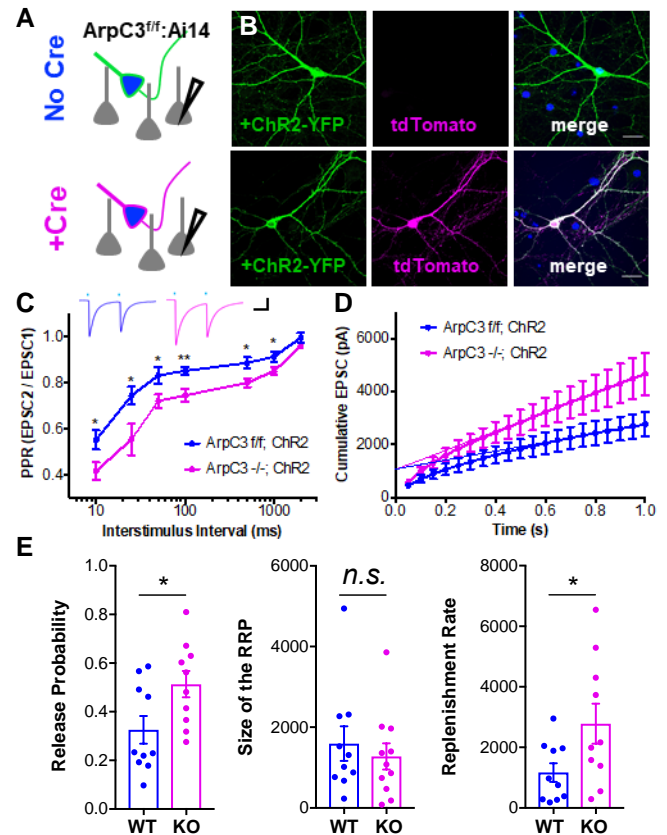 A
ArpC3f/f:Ai14
No Cre
+Cre
B
+ChR2-YFP
tdTomato
merge
+ChR2-YFP
tdTomato
merge
C
PPR (EPSC2 / EPSC1)
1.0
0.8
0.6
0.4
*
*
*
**
*
*
ArpC3 f/f; ChR2
ArpC3 -/-; ChR2
10
100
1000
Interstimulus Interval (ms)
D
Cumulative EPSC (pA)
6000
4000
2000
0
ArpC3 f/f; ChR2
ArpC3 -/-; ChR2
0.0
0.2
0.4
0.6
0.8
1.0
Time (s)
E
Release Probability
1.0
0.8
0.6
0.4
0.2
0.0
*
WT
KO
Size of the RRP
6000
4000
2000
0
n.s.
WT
KO
Replenishment Rate
8000
6000
4000
2000
0
*
WT
KO